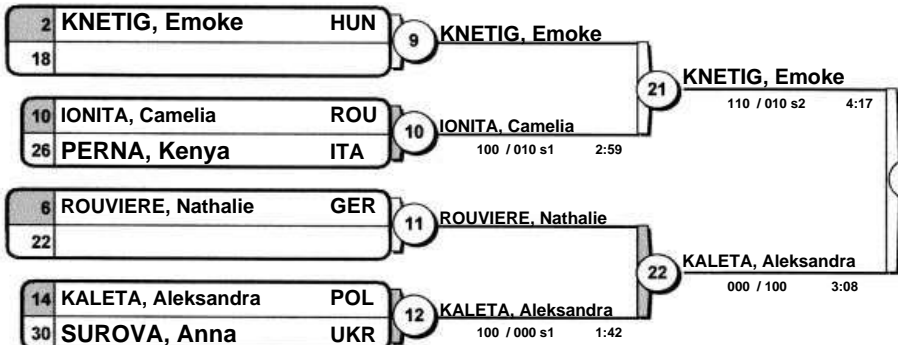 2 KNETIG, Emoke HUN
18
9
KNETIG, Emoke
10 IONITA, Camelia ROU
26 PERNA, Kenya ITA
10
IONITA, Camelia
100 / 010 s1 2:59
21
KNETIG, Emoke
110 / 010 s2 4:17
6 ROUVIERE, Nathalie GER
22
11
ROUVIERE, Nathalie
14 KALETA, Aleksandra POL
30 SUROVA, Anna UKR
12
KALETA, Aleksandra
100 / 000 s1 1:42
22
KALETA, Aleksandra
000 / 100 3:08